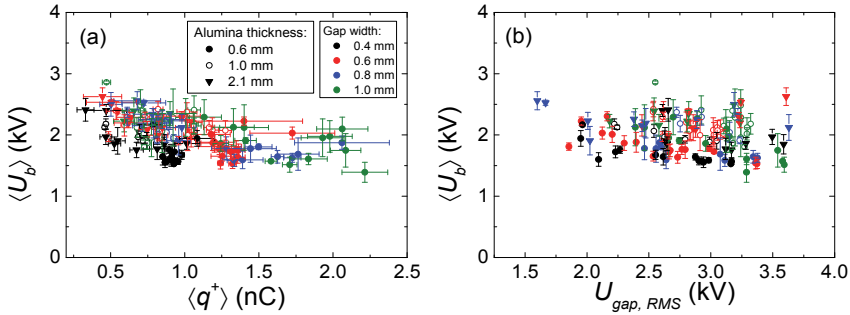 (a)
Alumina thickness:
0.6 mm
1.0 mm
2.1 mm
Gap width:
0.4 mm
0.6 mm
0.8 mm
1.0 mm
4
3
2
1
0
⟨U_b⟩ (kV)
0.5 1.0 1.5 2.0 2.5
⟨q⁺⟩ (nC)
(b)
4
3
2
1
0
⟨U_b⟩ (kV)
1.5 2.0 2.5 3.0 3.5 4.0
U_gap, RMS (kV)